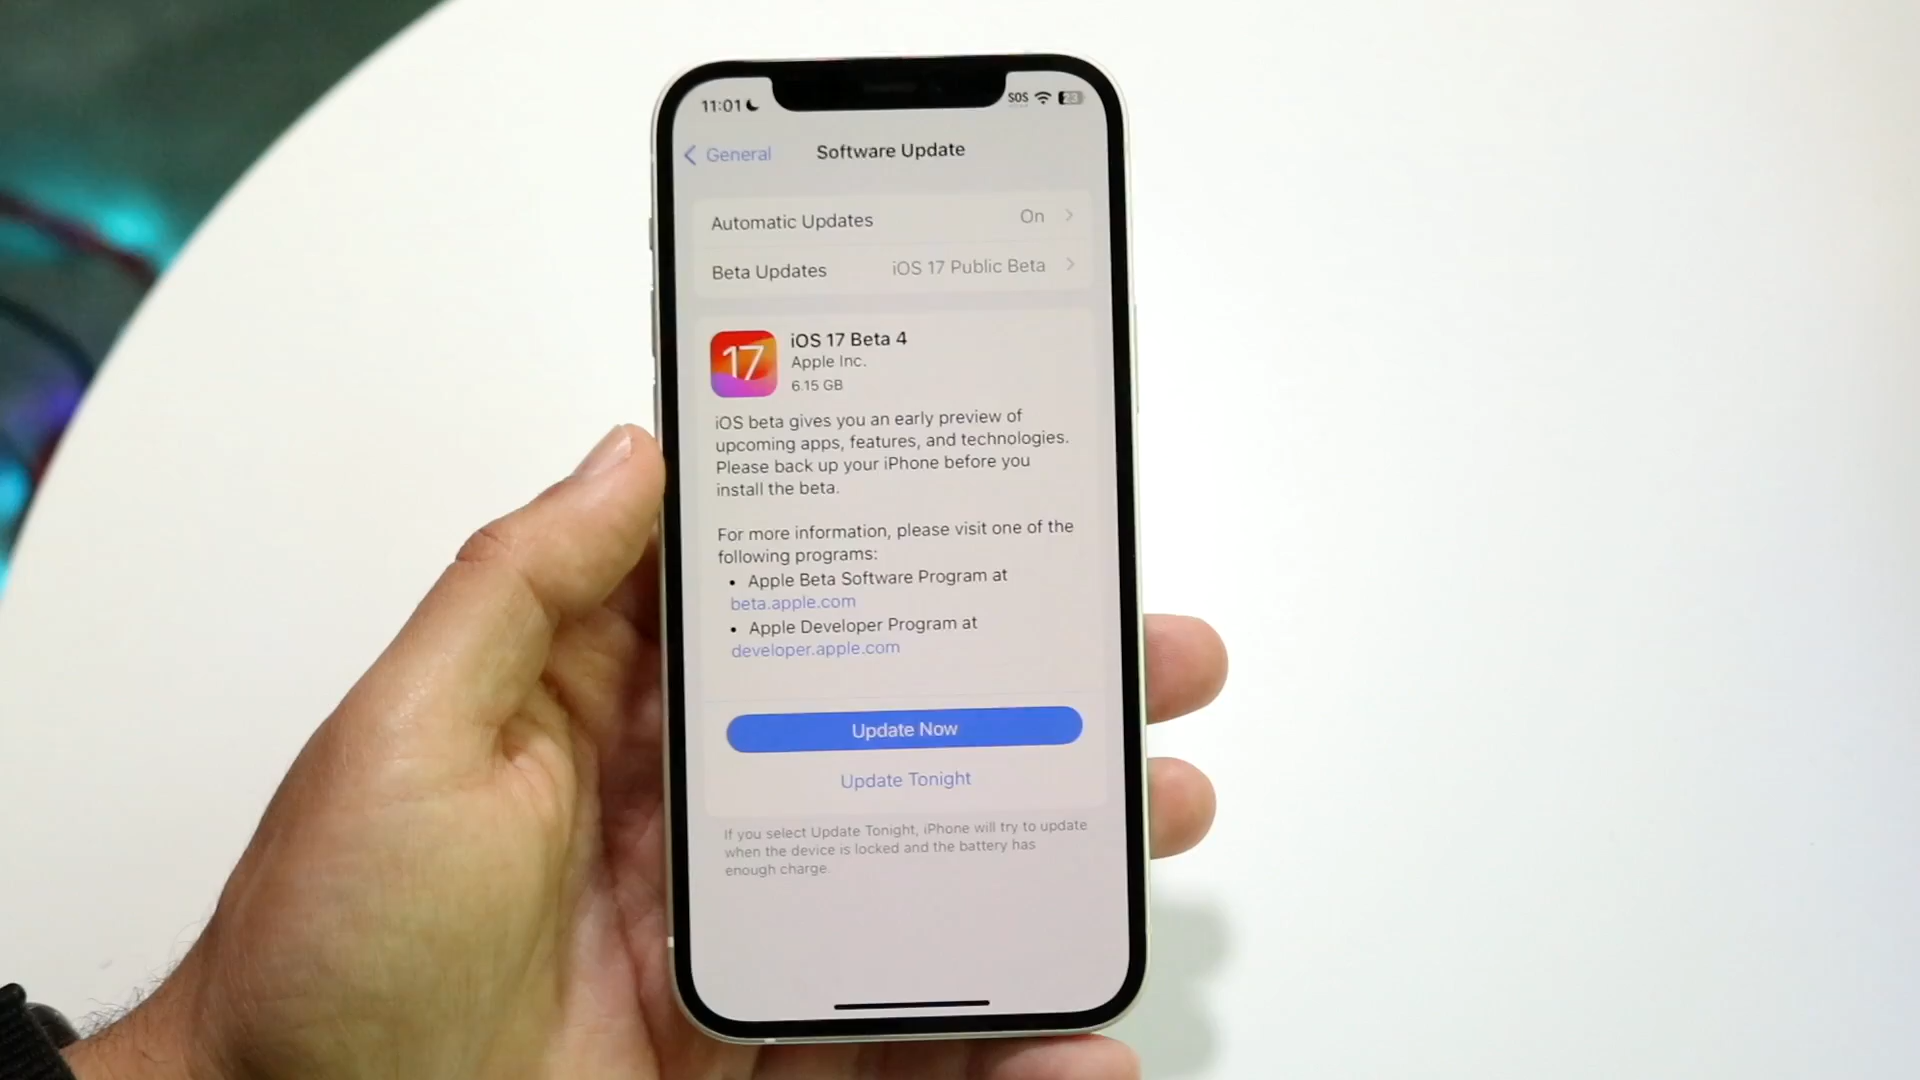 11:01
SOS
23
General
Software Update
Automatic Updates On
Beta Updates iOS 17 Public Beta
17
iOS 17 Beta 4
Apple Inc.
6.15 GB
iOS beta gives you an early preview of
upcoming apps, features, and technologies.
Please back up your iPhone before you
install the beta.
For more information, please visit one of the
following programs:
• Apple Beta Software Program at
beta.apple.com
• Apple Developer Program at
developer.apple.com
Update Now
Update Tonight
If you select Update Tonight, iPhone will try to update
when the device is locked and the battery has
enough charge.